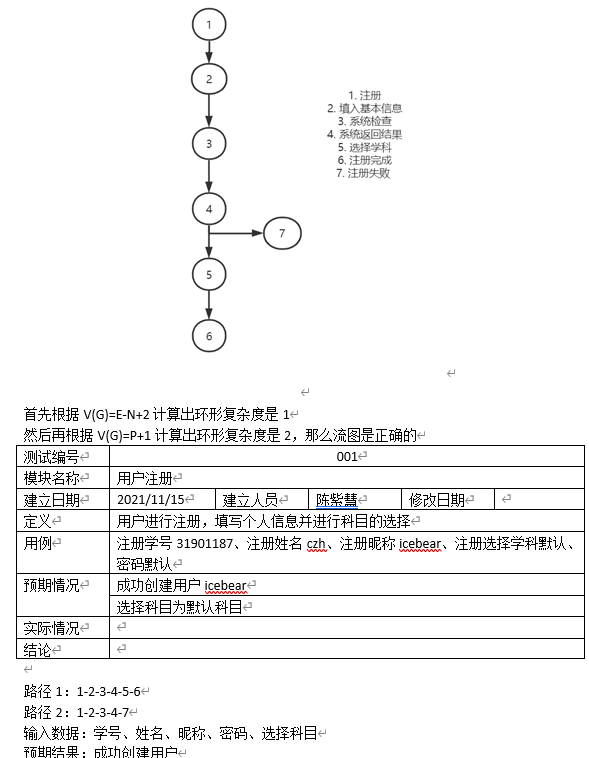 1
2
3
4
7
5
6
1. 注册
2. 填入基本信息
3. 系统检查
4. 系统返回结果
5. 选择学科
6. 注册完成
7. 注册失败
首先根据 V(G)=E-N+2 计算出环形复杂度是 1
然后再根据 V(G)=P+1 计算出环形复杂度是 2，那么流图是正确的
测试编号 001
模块名称 用户注册
建立日期 2021/11/15 建立人员 陈紫慧 修改日期
定义 用户进行注册，填写个人信息并进行科目的选择
用例 注册学号 31901187、注册姓名 czh、注册昵称 icebear、注册选择学科默认、
密码默认
预期情况 成功创建用户 icebear
选择科目为默认科目
实际情况
结论
路径 1：1-2-3-4-5-6
路径 2：1-2-3-4-7
输入数据：学号、姓名、昵称、密码、选择科目
预期结果：成功创建用户